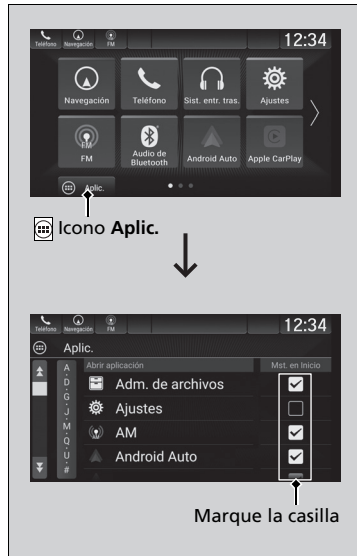 Teléfono Navegación FM 12:34
Navegación Teléfono Sist. entr. tras. Ajustes
FM Audio de Bluetooth Android Auto Apple CarPlay
Aplic.
Icono Aplic.
Teléfono Navegación FM 12:34
Aplic.
Abrir aplicación Mst. en Inicio
A D G J M Q U #
Adm. de archivos
Ajustes
AM
Android Auto
Marque la casilla